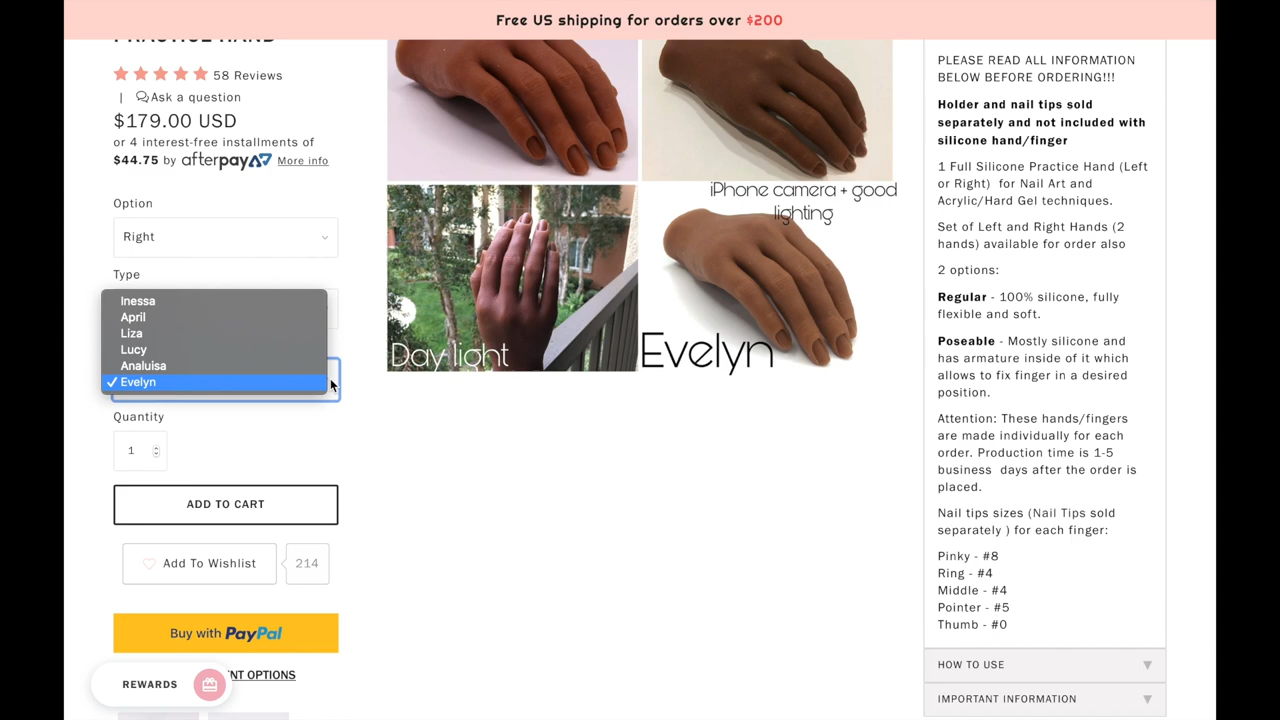 Free US shipping for orders over $200
PRACTICE HAND
58 Reviews
| Ask a question
$179.00 USD
or 4 interest-free installments of
$44.75 by afterpay More info
Option
Right
Type
Inessa
April
Liza
Lucy
Analuisa
✓ Evelyn
Quantity
1
ADD TO CART
Add To Wishlist
214
Buy with PayPal
NT OPTIONS
REWARDS
iPhone camera + good
lighting
Day light
Evelyn
PLEASE READ ALL INFORMATION
BELOW BEFORE ORDERING!!!
Holder and nail tips sold
separately and not included with
silicone hand/finger
1 Full Silicone Practice Hand (Left
or Right) for Nail Art and
Acrylic/Hard Gel techniques.
Set of Left and Right Hands (2
hands) available for order also
2 options:
Regular - 100% silicone, fully
flexible and soft.
Poseable - Mostly silicone and
has armature inside of it which
allows to fix finger in a desired
position.
Attention: These hands/fingers
are made individually for each
order. Production time is 1-5
business days after the order is
placed.
Nail tips sizes (Nail Tips sold
separately ) for each finger:
Pinky - #8
Ring - #4
Middle - #4
Pointer - #5
Thumb - #0
HOW TO USE
IMPORTANT INFORMATION